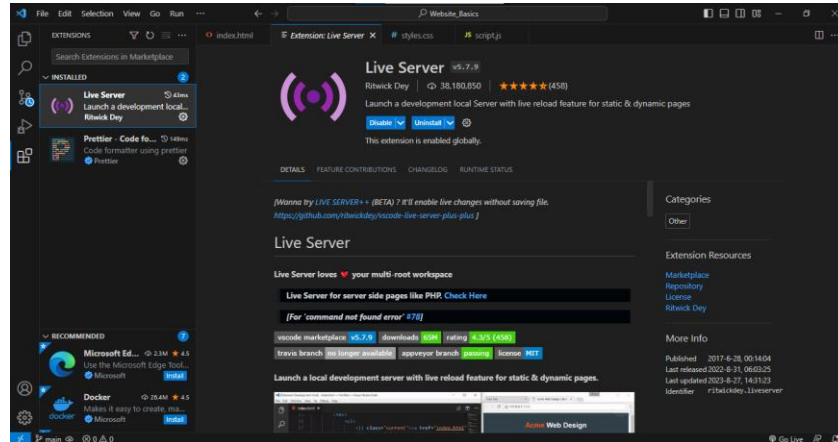 File Edit Selection View Go Run ···
Website_Basics
EXTENSIONS
Search Extensions in Marketplace
INSTALLED 2
Live Server 43ms
Launch a development local...
Ritwick Dey
Prettier - Code fo... 149ms
Code formatter using prettier
Prettier
RECOMMENDED 7
Microsoft Ed... 2.3M 4.5
Use the Microsoft Edge Tool...
Microsoft Install
Docker 28.4M 4.5
Makes it easy to create, ma...
Microsoft Install
index.html Extension: Live Server # styles.css JS script.js
Live Server v5.7.9
Ritwick Dey 38,180,850 (458)
Launch a development local Server with live reload feature for static & dynamic pages
Disable Uninstall
This extension is enabled globally.
DETAILS FEATURE CONTRIBUTIONS CHANGELOG RUNTIME STATUS
[Wanna try LIVE SERVER++ (BETA) ? It'll enable live changes without saving file.
https://github.com/ritwickdey/vscode-live-server-plus-plus ]
Live Server
Live Server loves your multi-root workspace
Live Server for server side pages like PHP. Check Here
[For 'command not found error' #78]
vscode marketplace v5.7.9 downloads 65M rating 4.3/5 (458)
travis branch no longer available appveyor branch passing license MIT
Launch a local development server with live reload feature for static & dynamic pages.
Acme Web Design
Categories
Other
Extension Resources
Marketplace
Repository
License
Ritwick Dey
More Info
Published 2017-6-28, 00:14:04
Last released 2022-8-31, 06:03:25
Last updated 2023-8-27, 14:31:23
Identifier ritwickdey.liveserver
main 0 0 Go Live